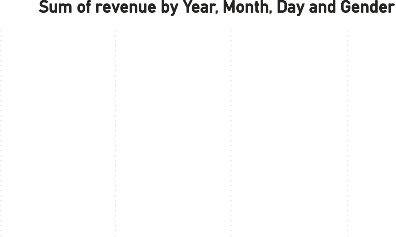 Sum of revenue by Year, Month, Day and Gender